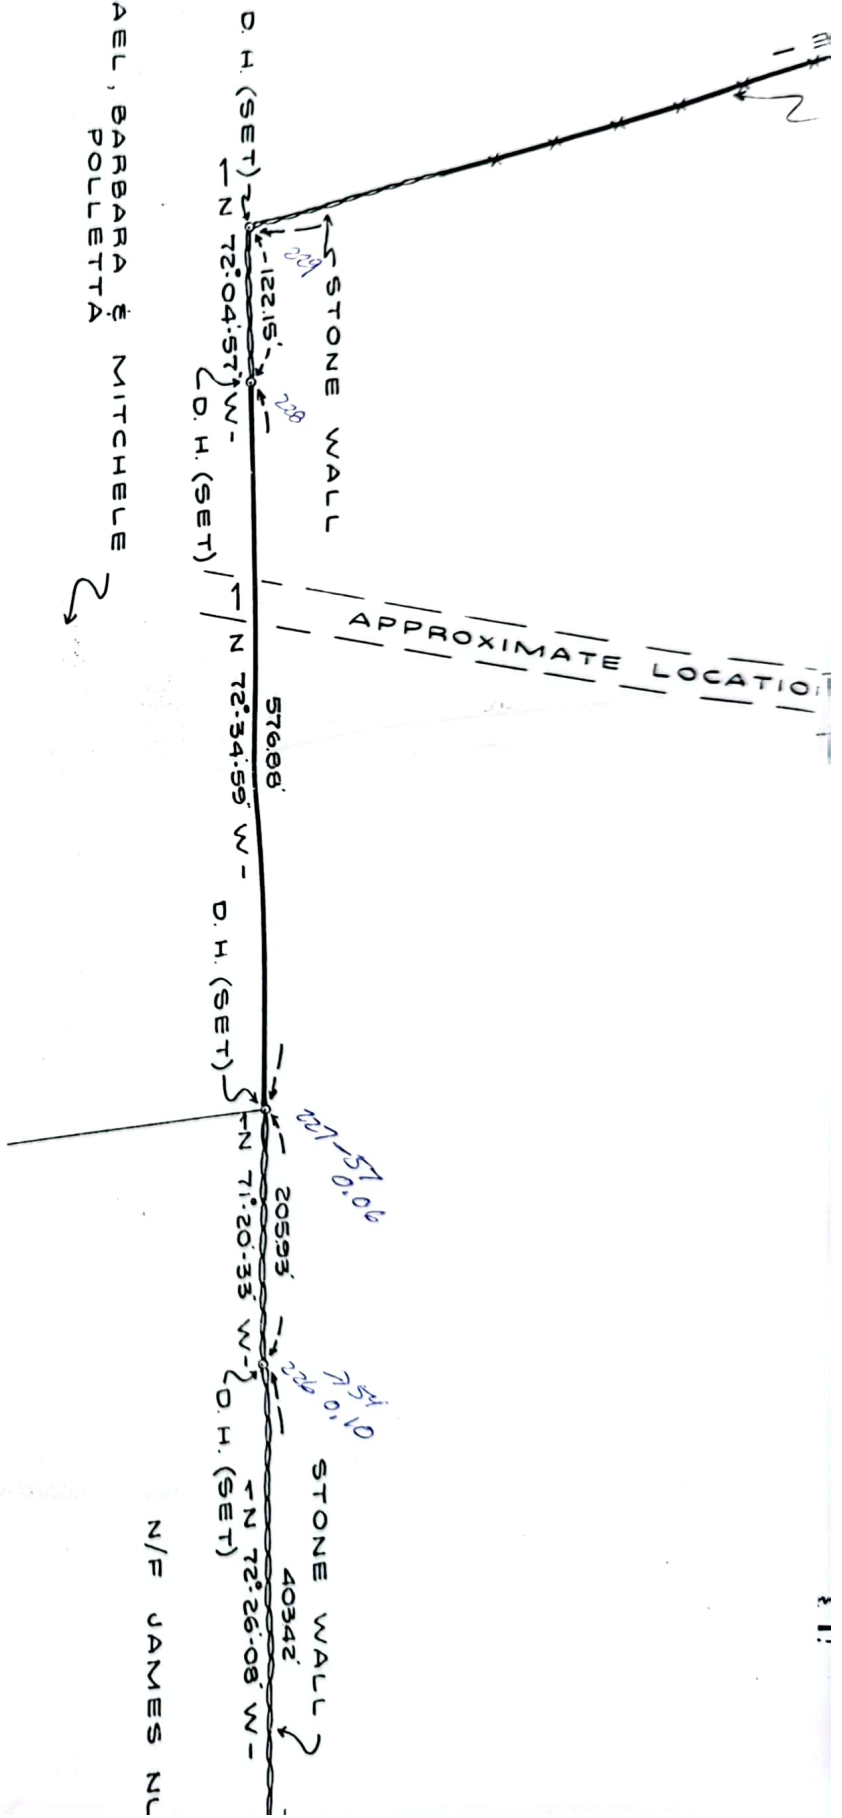 D. H. (SET)
N 72°-04'-57" W -
122.15'
229
STONE WALL
228
D. H. (SET)
AEL, BARBARA & MITCHELE
POLLETTA
APPROXIMATE LOCATIO
N 72°-34'-59" W -
576.88'
D. H. (SET)
227-57
0.06
N 71°-20'-33" W -
205.93'
754
226 0.10
D. H. (SET)
STONE WALL
N 72°-26'-08" W -
403.42'
N/F JAMES